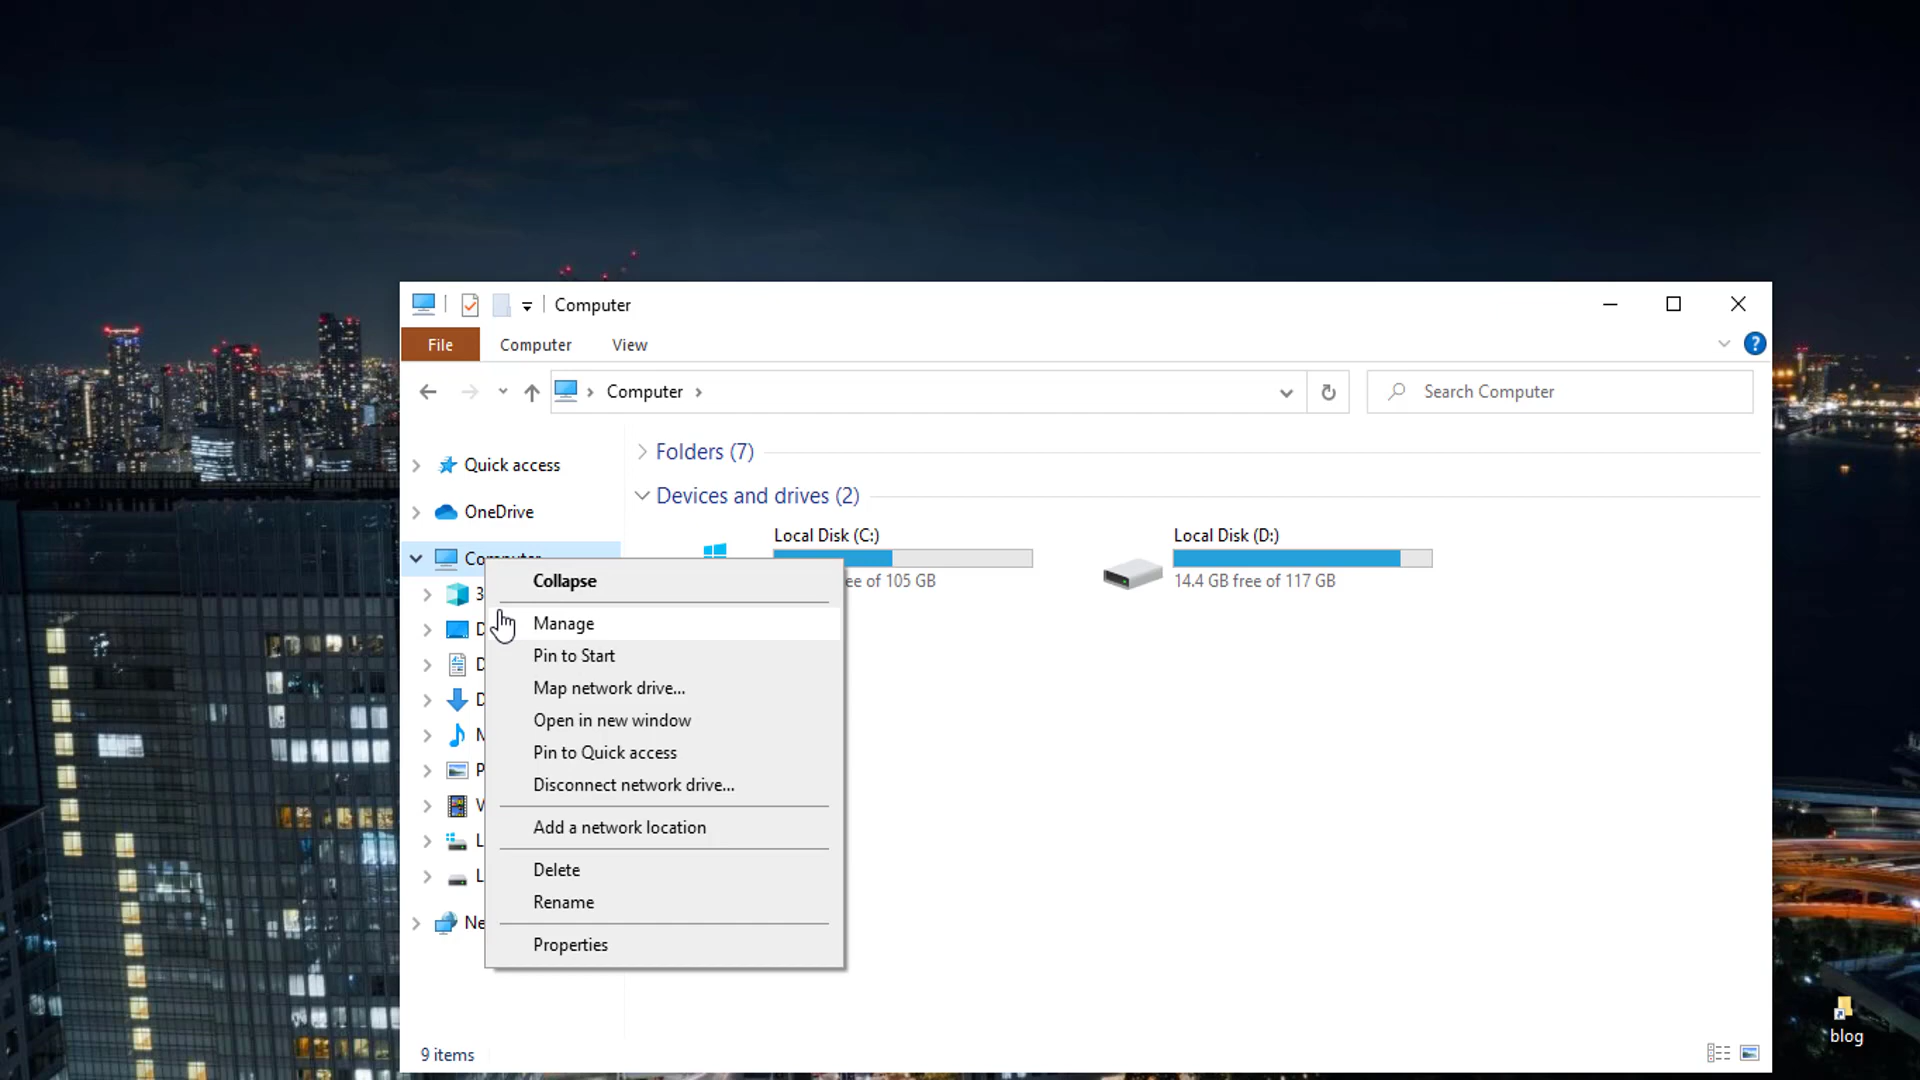 Computer
File
Computer
View
Computer
Search Computer
Quick access
OneDrive
Folders (7)
Devices and drives (2)
Local Disk (C:)
free of 105 GB
Local Disk (D:)
14.4 GB free of 117 GB
Computer
Collapse
Manage
Pin to Start
Map network drive...
Open in new window
Pin to Quick access
Disconnect network drive...
Add a network location
Delete
Rename
Properties
9 items
blog